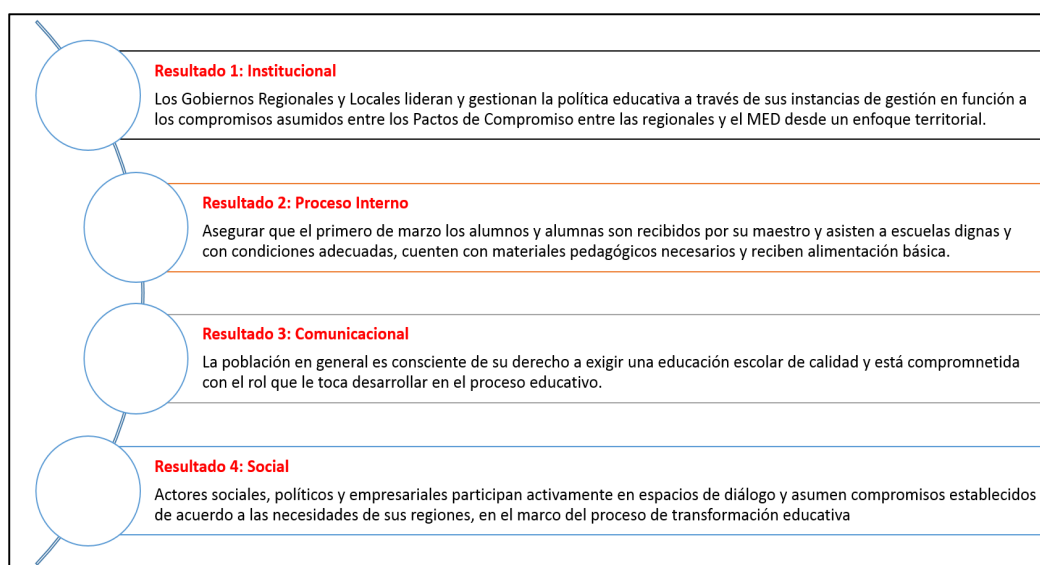 Resultado 1: Institucional
Los Gobiernos Regionales y Locales lideran y gestionan la política educativa a través de sus instancias de gestión en función a
los compromisos asumidos entre los Pactos de Compromiso entre las regionales y el MED desde un enfoque territorial.
Resultado 2: Proceso Interno
Asegurar que el primero de marzo los alumnos y alumnas son recibidos por su maestro y asisten a escuelas dignas y
con condiciones adecuadas, cuenten con materiales pedagógicos necesarios y reciben alimentación básica.
Resultado 3: Comunicacional
La población en general es consciente de su derecho a exigir una educación escolar de calidad y está compromnetida
con el rol que le toca desarrollar en el proceso educativo.
Resultado 4: Social
Actores sociales, políticos y empresariales participan activamente en espacios de diálogo y asumen compromisos establecidos
de acuerdo a las necesidades de sus regiones, en el marco del proceso de transformación educativa